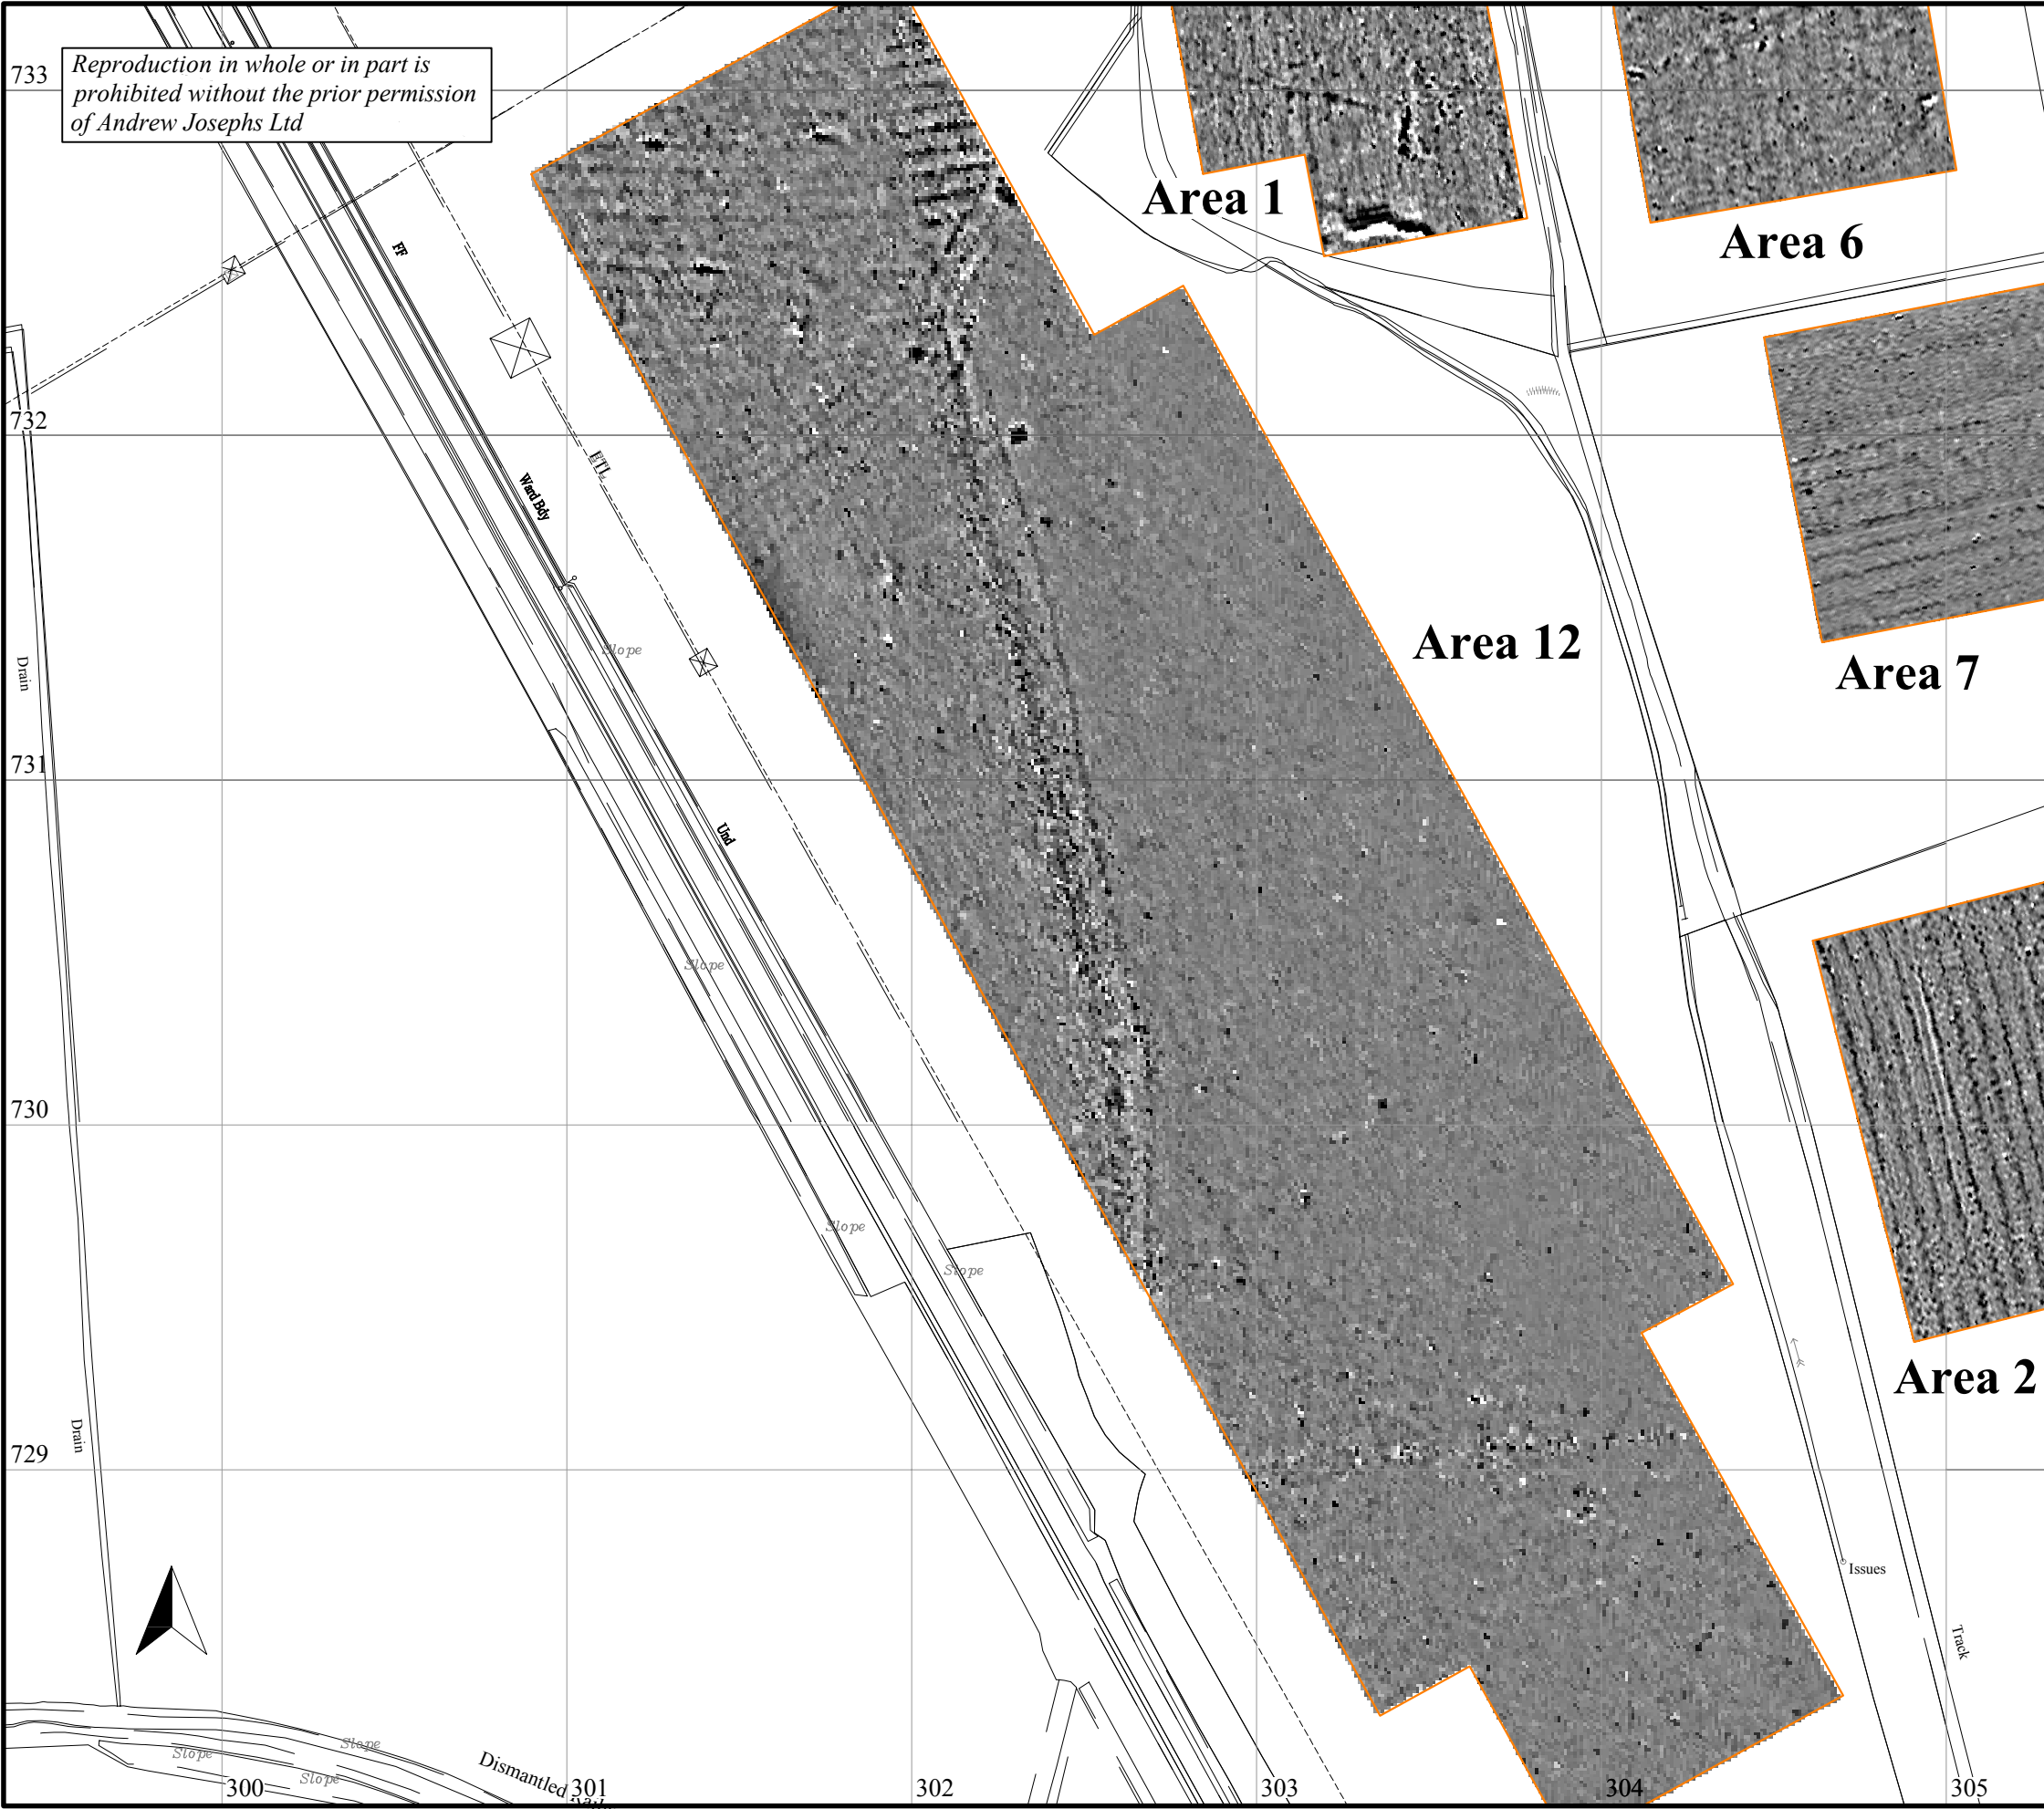 733
Reproduction in whole or in part is
prohibited without the prior permission
of Andrew Josephs Ltd
Area 1
Area 6
FF
732
ETL
Ward Bdy
Slope
Area 12
Area 7
Drain
731
Und
Slope
730
Slope
Slope
Area 2
729
Drain
Issues
Track
Slope
Slope
Slope
Dismantled
300
301
302
303
304
305